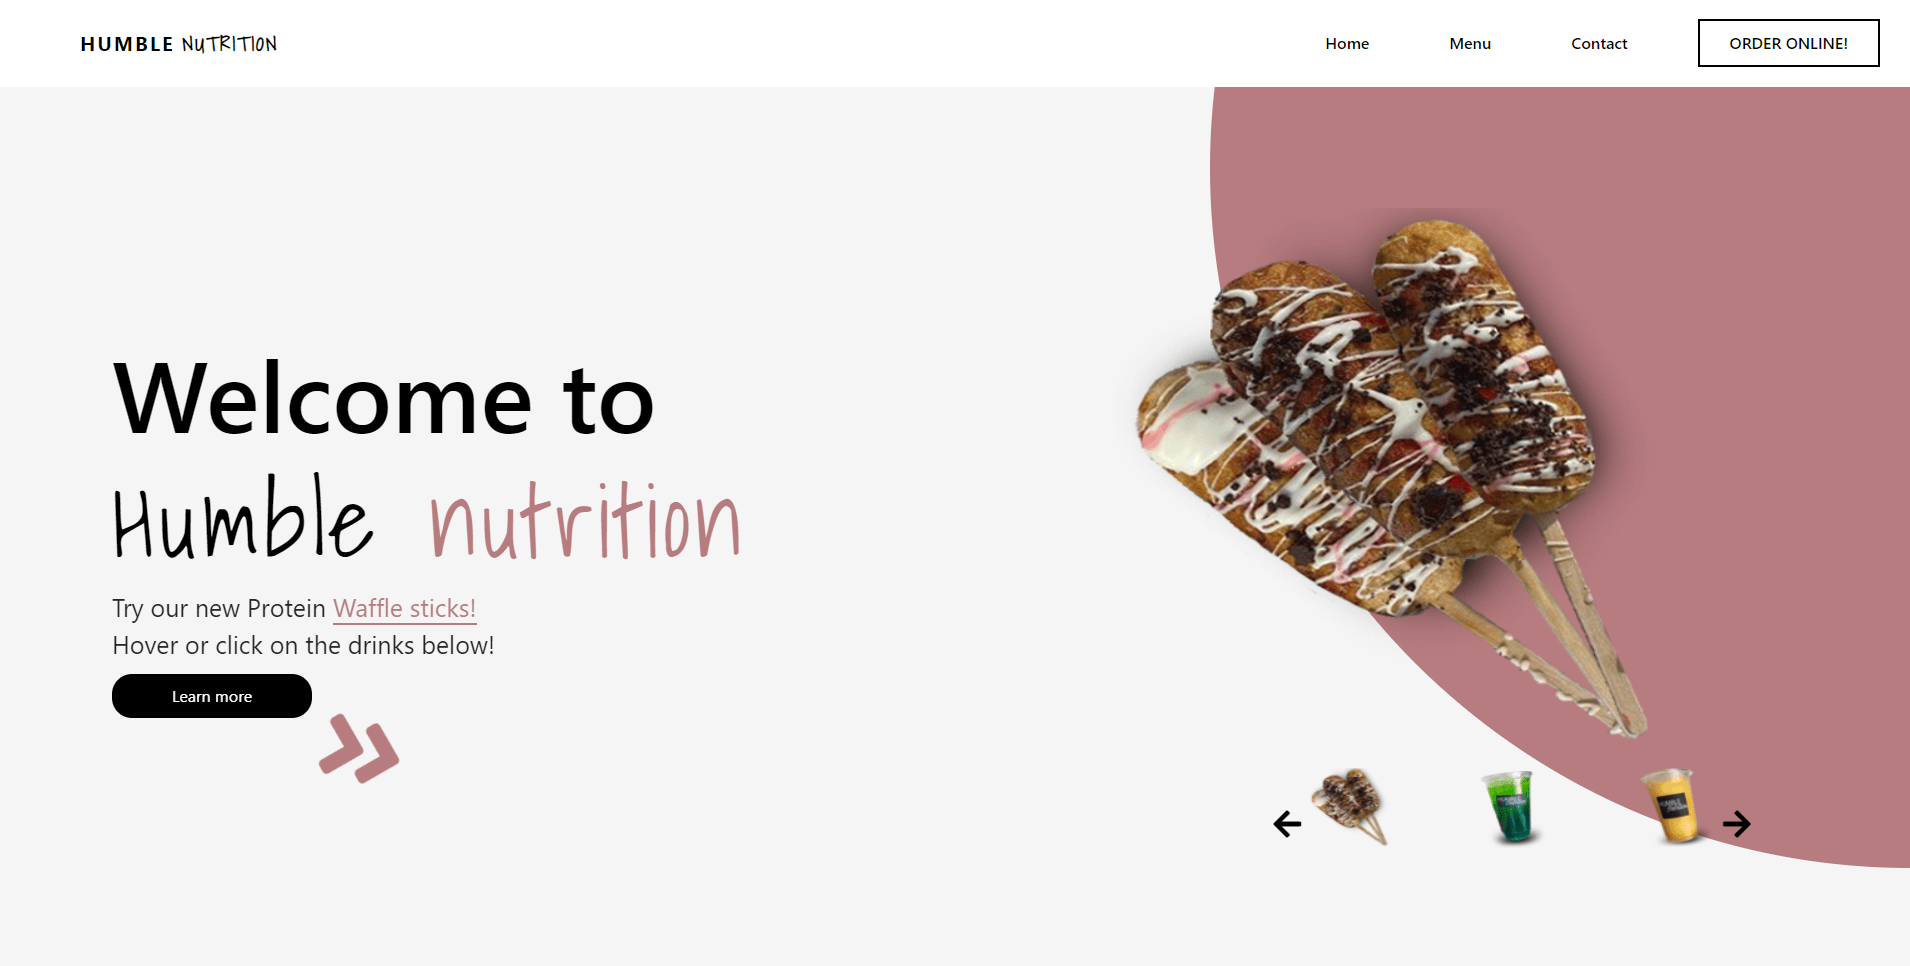 HUMBLE NUTRITION
Home
Menu
Contact
ORDER ONLINE!
Welcome to
Humble nutrition
Try our new Protein Waffle sticks!
Hover or click on the drinks below!
Learn more